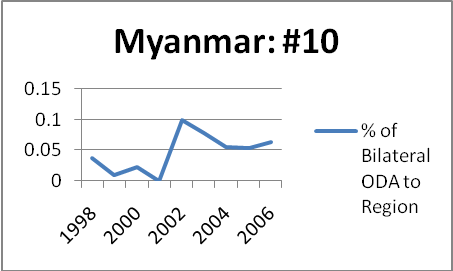 Myanmar: #10
0.15
0.1
0.05
0
1998
2000
2002
2004
2006
% of
Bilateral
ODA to
Region